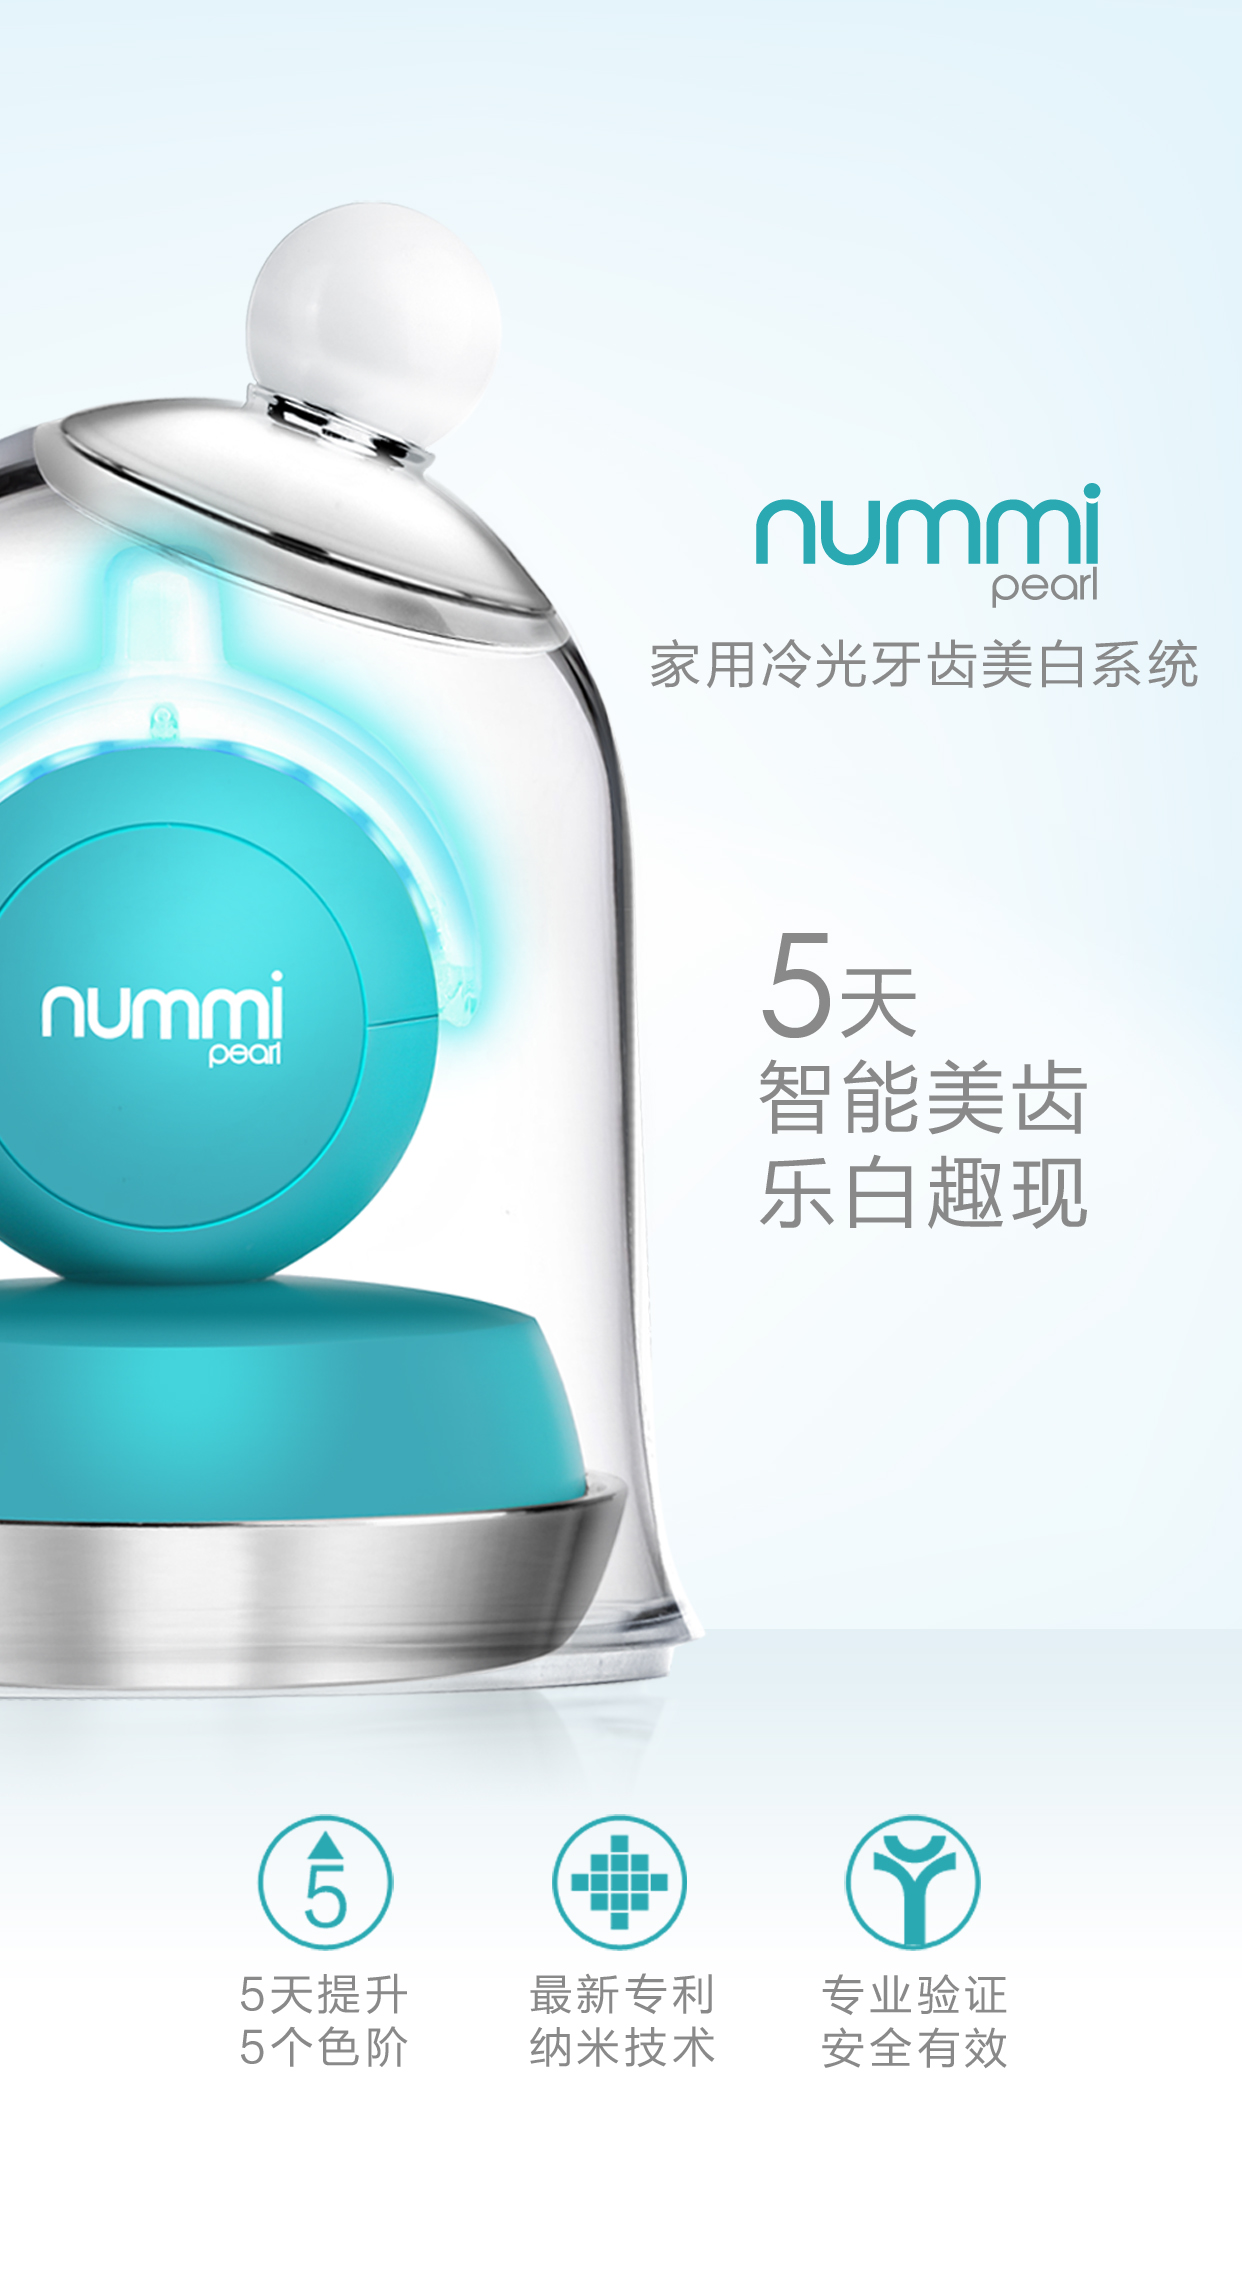 nummi
pearl
家用冷光牙齿美白系统
nummi
pearl
5天
智能美齿
乐白趣现
5
5天提升
5个色阶
最新专利
纳米技术
专业验证
安全有效